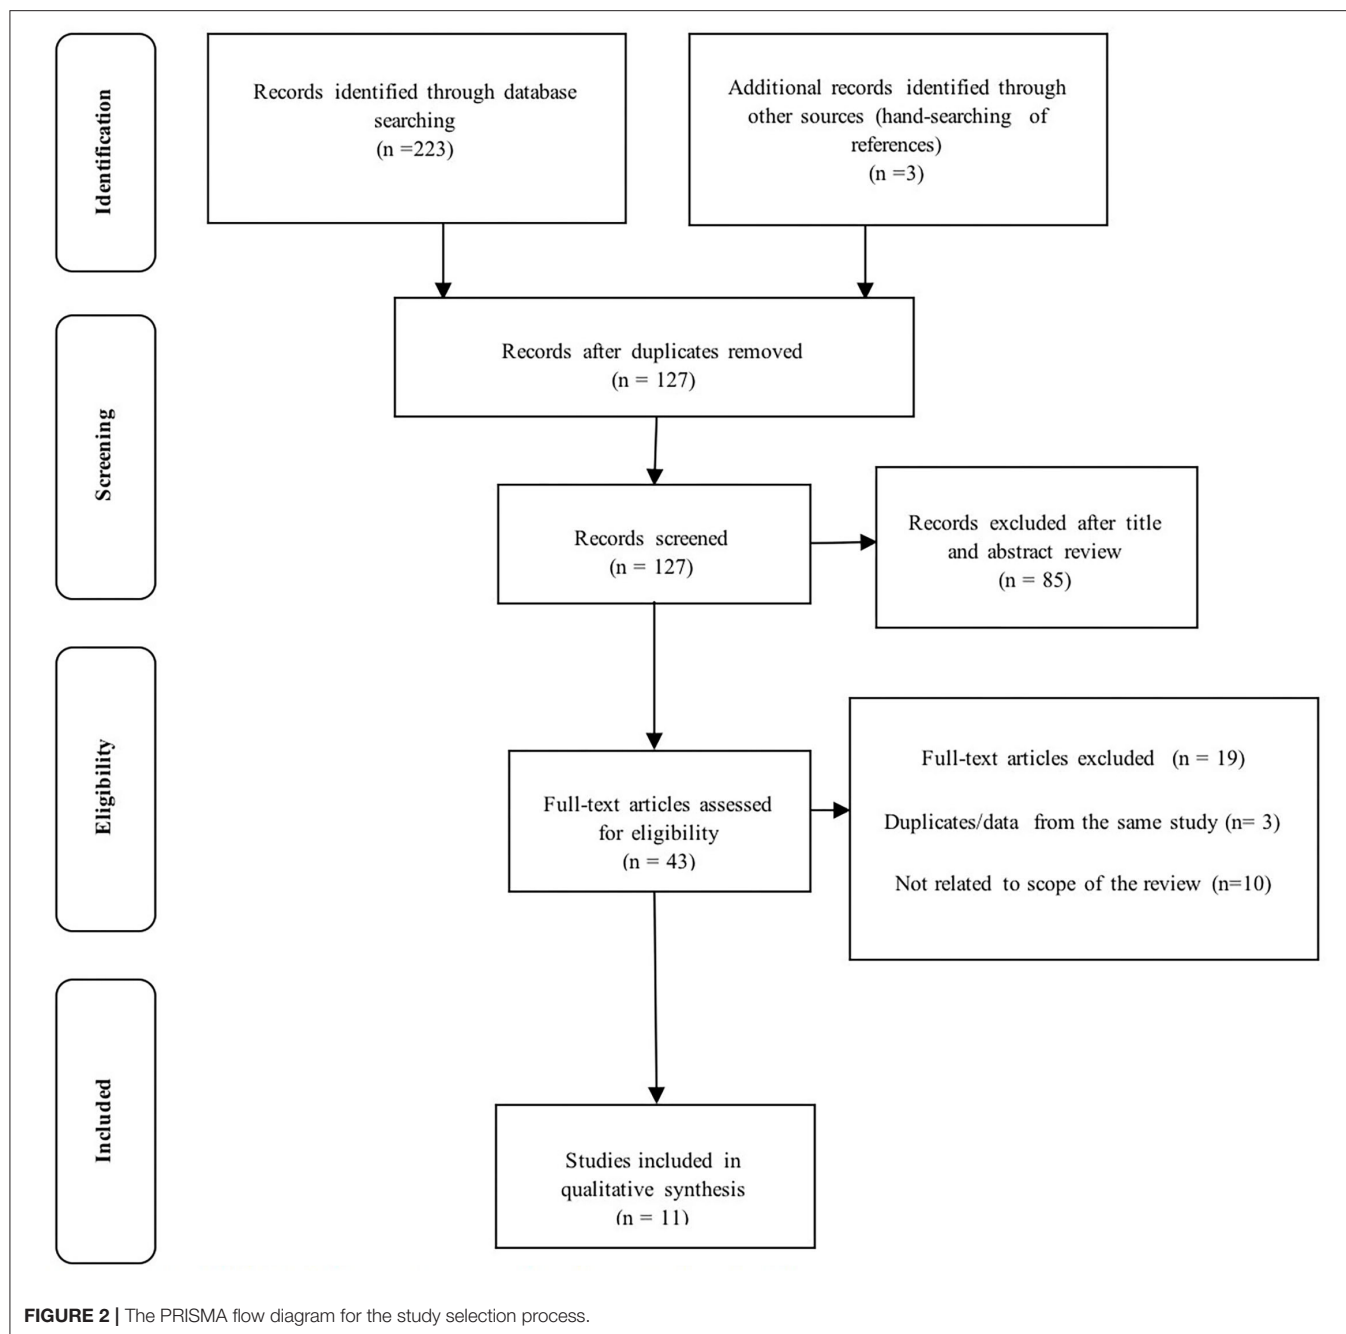 Identification
Records identified through database
searching
(n =223)
Additional records identified through
other sources (hand-searching of
references)
(n =3)
Screening
Records after duplicates removed
(n = 127)
Records screened
(n = 127)
Records excluded after title
and abstract review
(n = 85)
Eligibility
Full-text articles assessed
for eligibility
(n = 43)
Full-text articles excluded (n = 19)
Duplicates/data from the same study (n= 3)
Not related to scope of the review (n=10)
Included
Studies included in
qualitative synthesis
(n = 11)
FIGURE 2 | The PRISMA flow diagram for the study selection process.